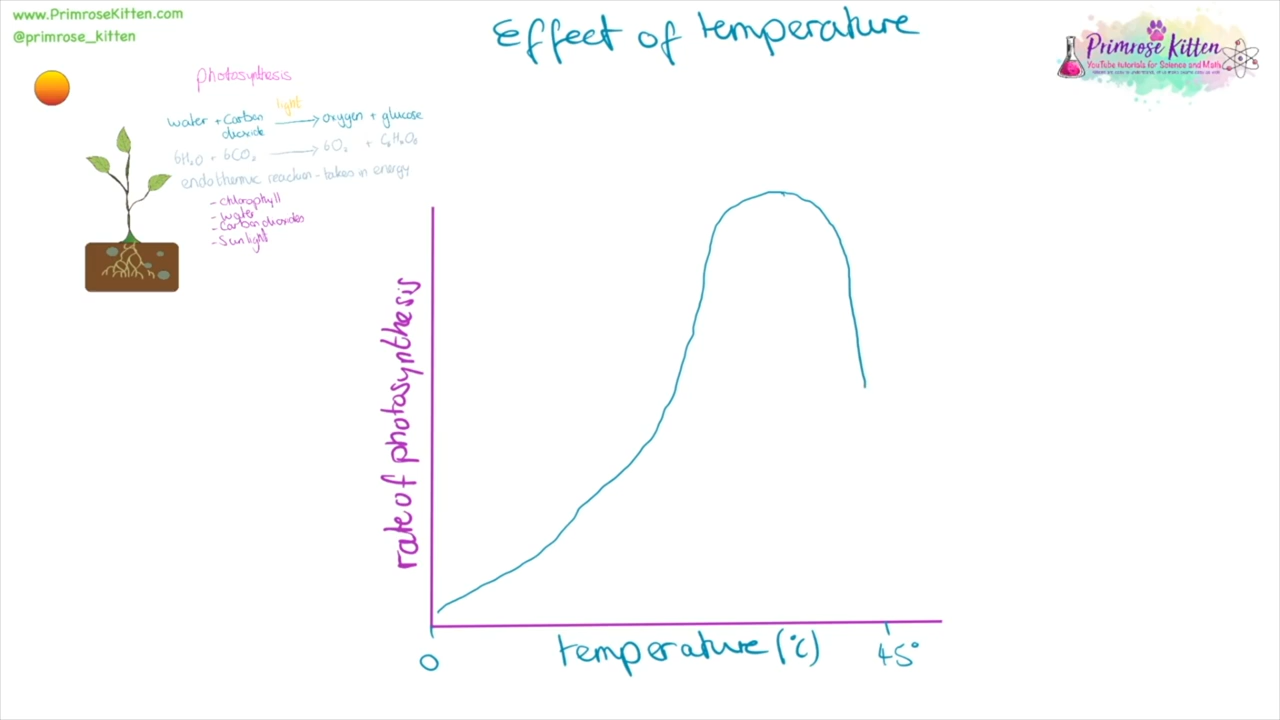 www.PrimroseKitten.com
@primrose_kitten
Effect of temperature
Primrose Kitten
YouTube tutorials for Science and Math
photosynthesis
light
water + Carbon dioxide → oxygen + glucose
6H₂O + 6CO₂ → 6O₂ + C₆H₁₂O₆
endothermic reaction - takes in energy
- chlorophyll
- water
- Carbon dioxides
- Sunlight
rate of photosynthesis
temperature (°c)
0
45°